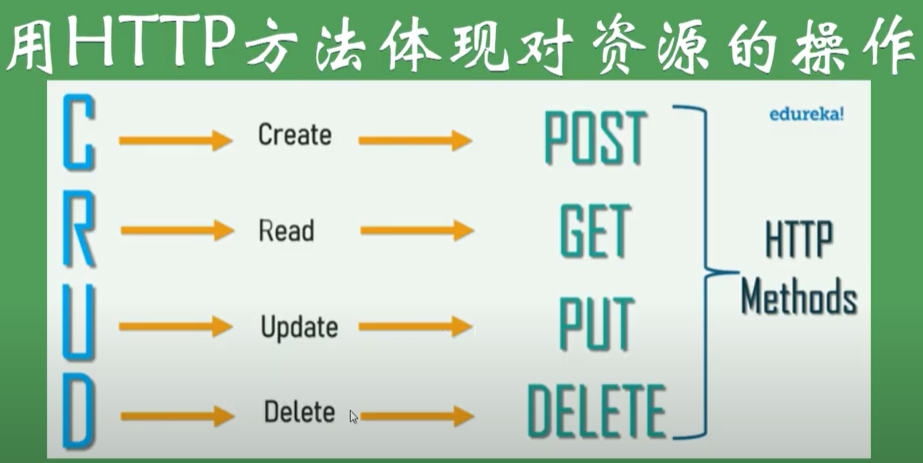 用HTTP方法体现对资源的操作
edureka!
C Create POST
R Read GET
U Update PUT
D Delete DELETE
HTTP
Methods